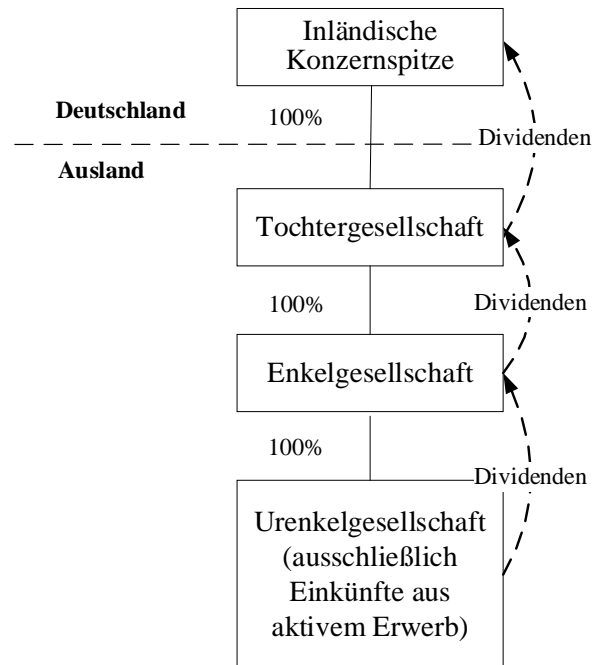 Inländische
Konzernspitze
Deutschland
100%
Dividenden
Ausland
Tochtergesellschaft
100%
Dividenden
Enkelgesellschaft
100%
Dividenden
Urenkelgesellschaft
(ausschließlich
Einkünfte aus
aktivem Erwerb)